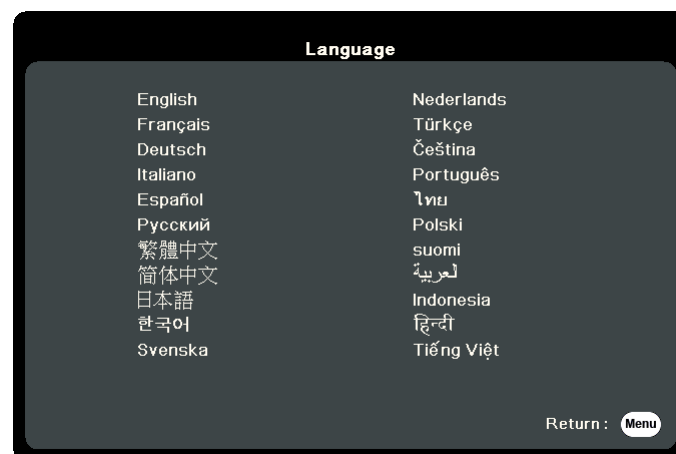 Language
English
Français
Deutsch
Italiano
Español
Русский
繁體中文
简体中文
日本語
한국어
Svenska
Nederlands
Türkçe
Čeština
Português
ไทย
Polski
suomi
لعربية
Indonesia
हिन्दी
Tiếng Việt
Return : Menu